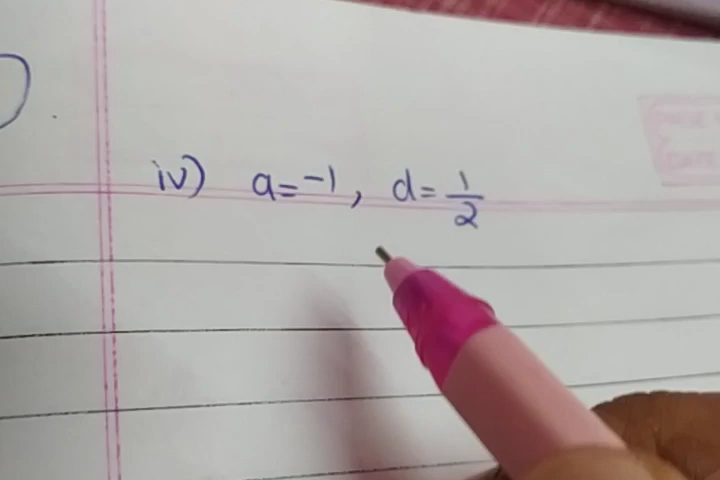 iv) a=-1, d=1/2